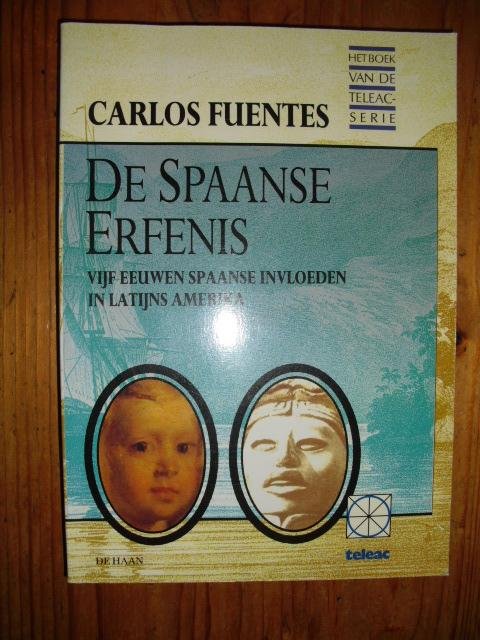 HET BOEK
VAN DE
TELEAC-
SERIE
CARLOS FUENTES
DE SPAANSE
ERFENIS
VIJF EEUWEN SPAANSE INVLOEDEN
IN LATIJNS AMERIKA
DE HAAN
teleac